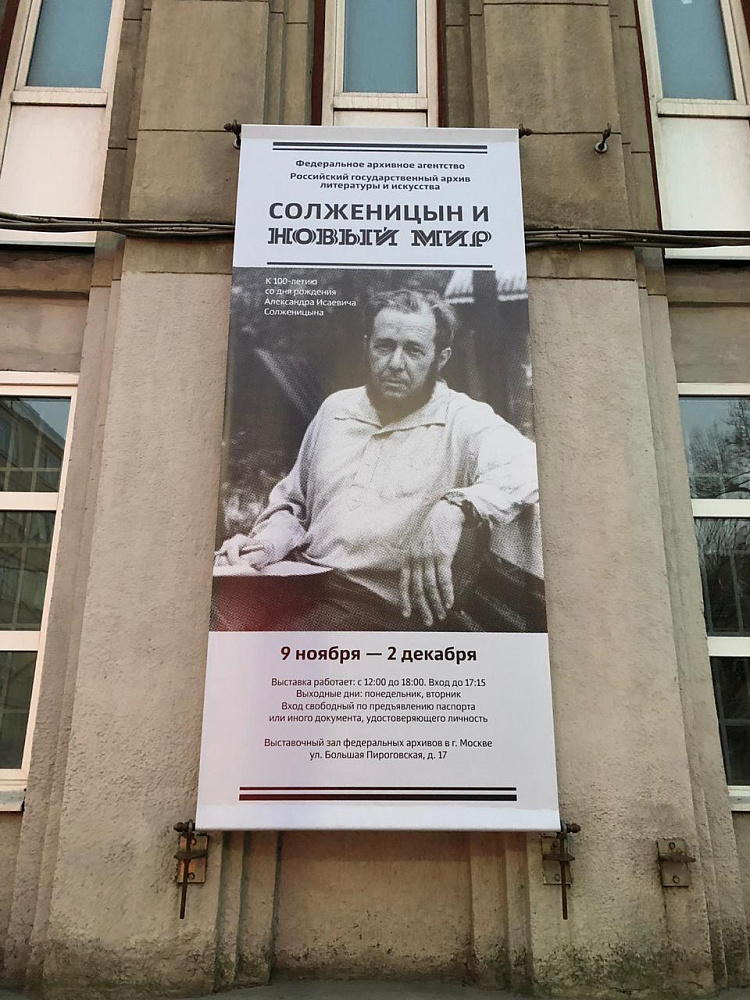 Федеральное архивное агентство
Российский государственный архив
литературы и искусства
СОЛЖЕНИЦЫН И
НОВЫЙ МИР
К 100-летию
со дня рождения
Александра Исаевича
Солженицына
9 ноября — 2 декабря
Выставка работает: с 12:00 до 18:00. Вход до 17:15
Выходные дни: понедельник, вторник
Вход свободный по предъявлению паспорта
или иного документа, удостоверяющего личность
Выставочный зал федеральных архивов в г. Москве
ул. Большая Пироговская, д. 17